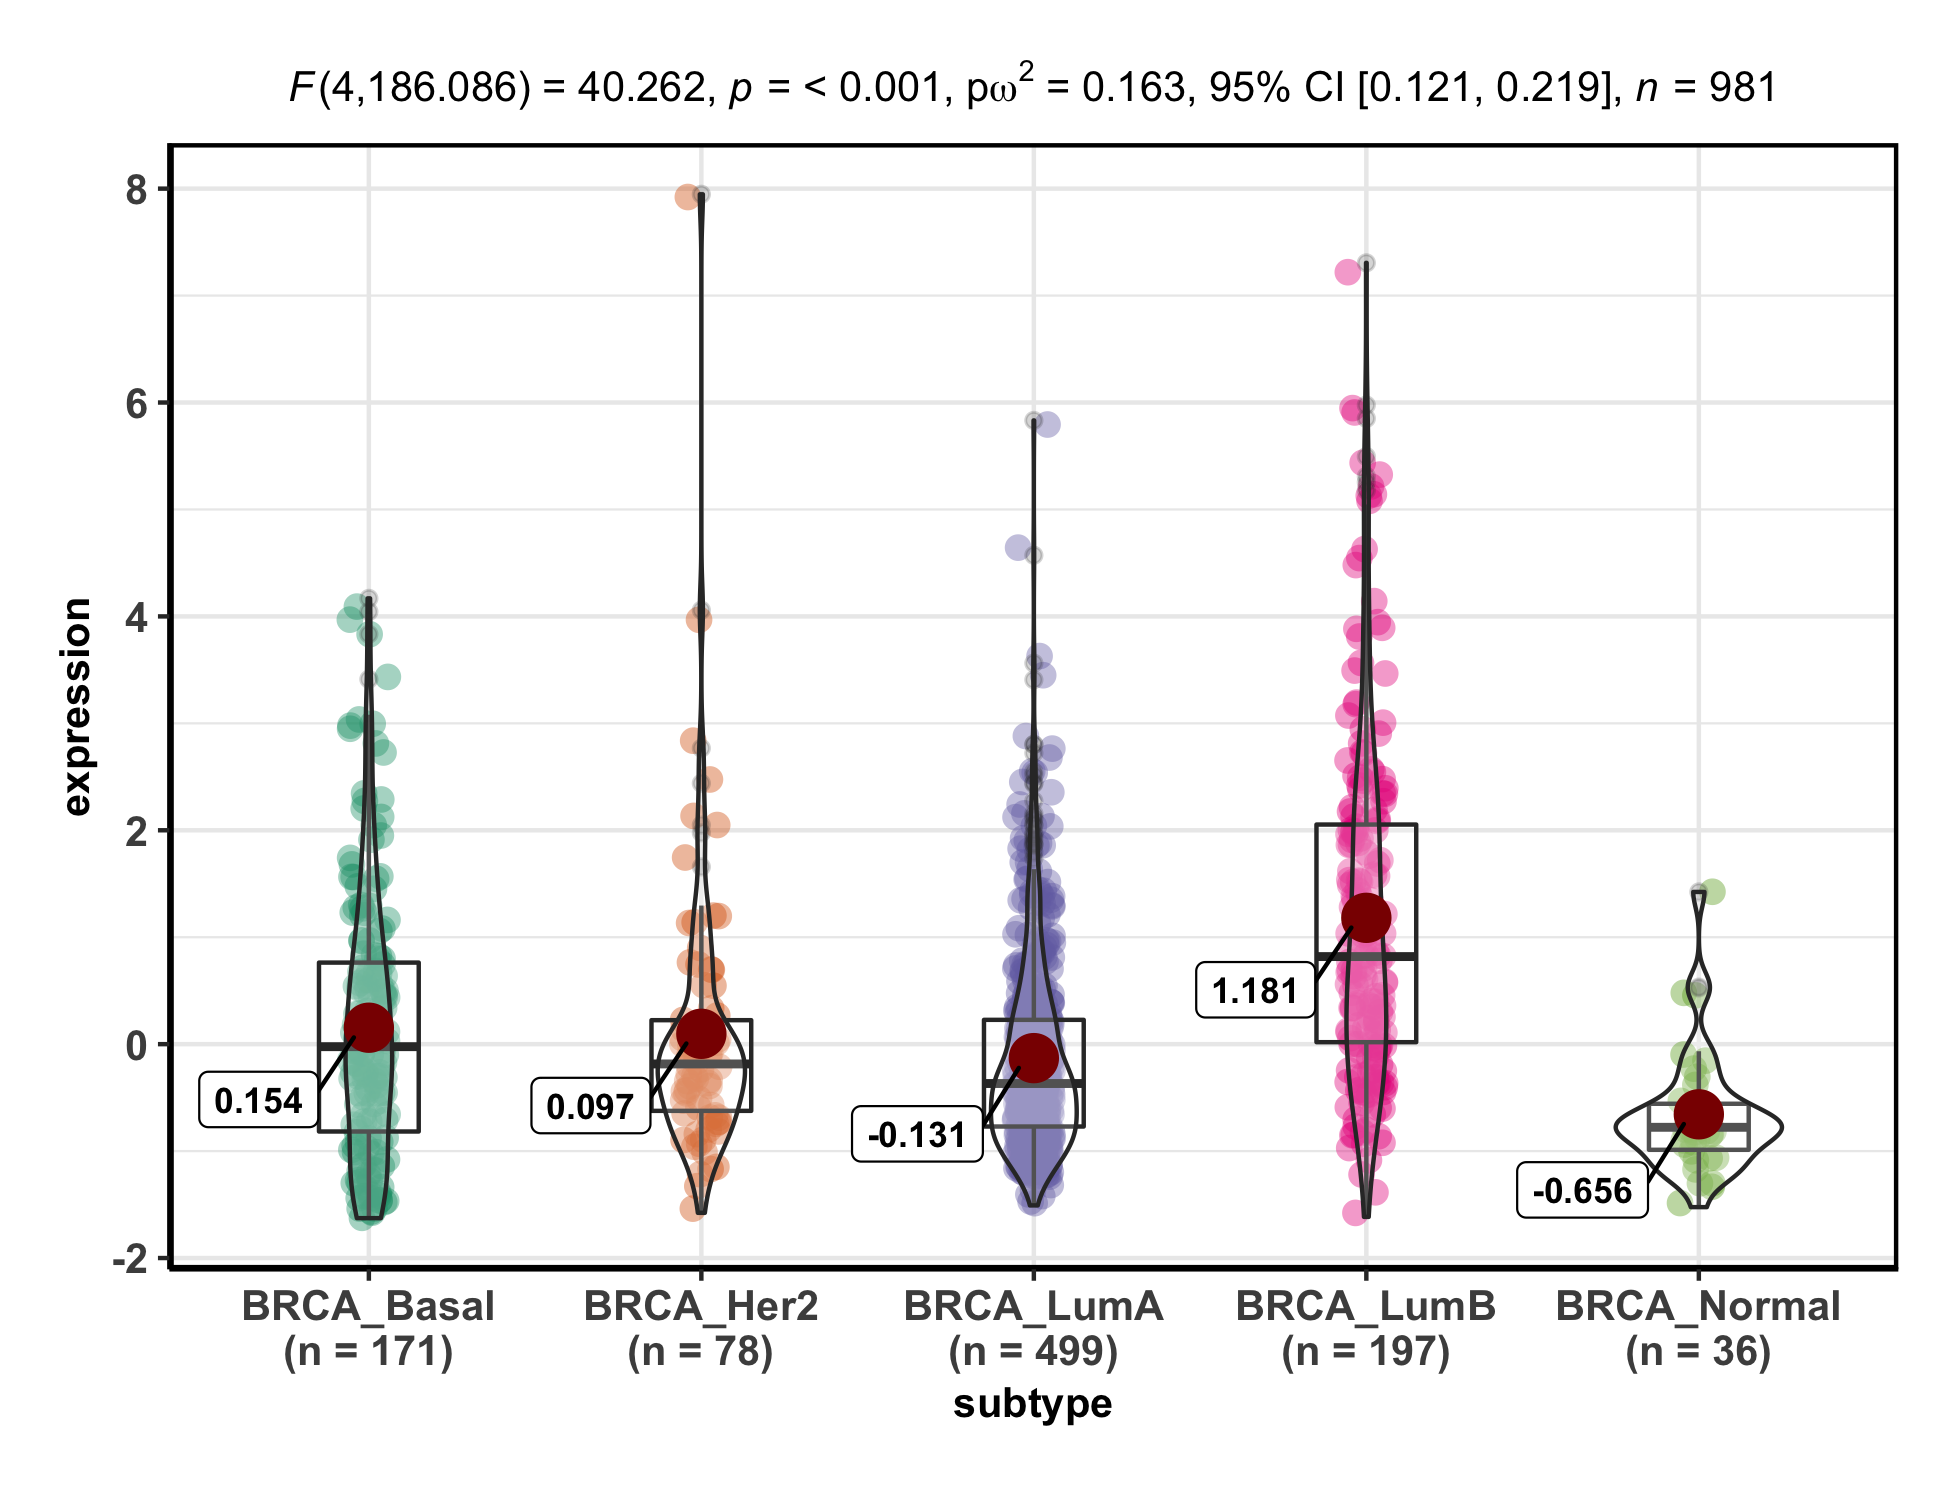 F(4,186.086) = 40.262, p = < 0.001, pω² = 0.163, 95% CI [0.121, 0.219], n = 981
expression
8
6
4
2
0
-2
0.154
0.097
-0.131
1.181
-0.656
BRCA_Basal
(n = 171)
BRCA_Her2
(n = 78)
BRCA_LumA
(n = 499)
BRCA_LumB
(n = 197)
BRCA_Normal
(n = 36)
subtype